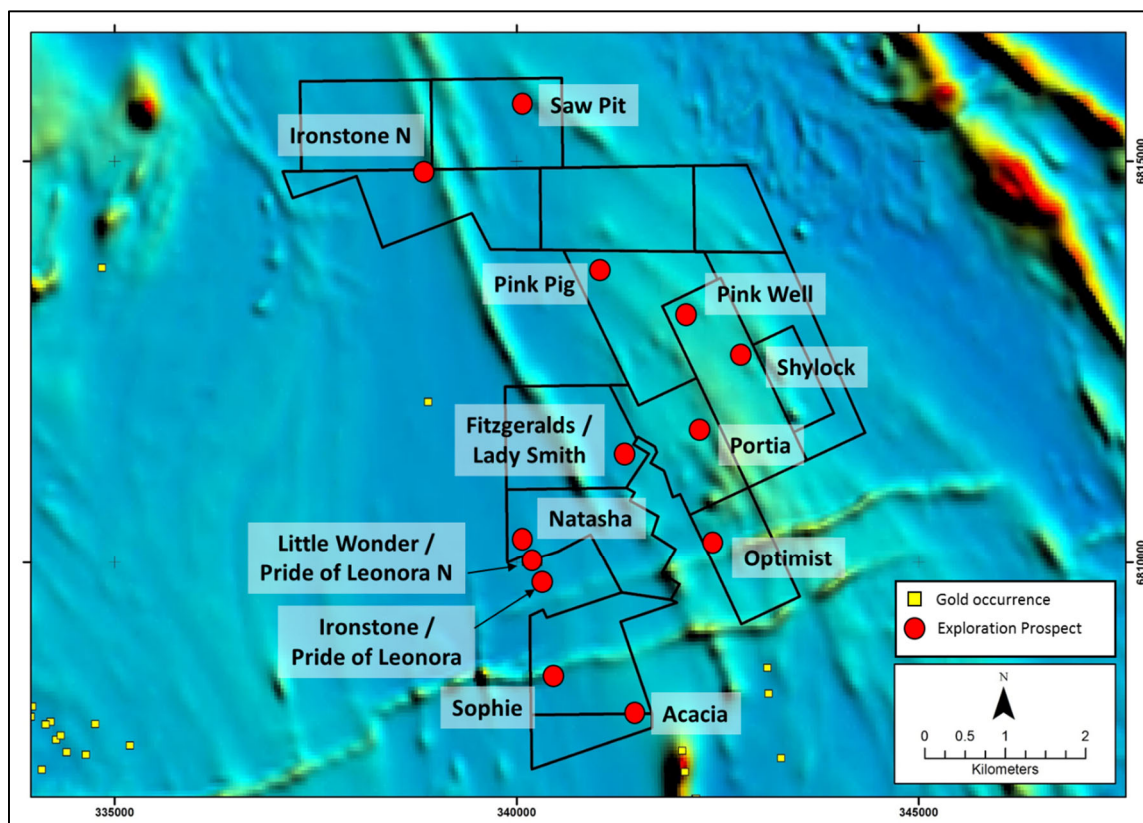 Saw Pit
Ironstone N
6815000
Pink Pig
Pink Well
Shylock
Fitzgeralds /
Lady Smith
Portia
Natasha
Little Wonder /
Pride of Leonora N
Optimist
6810000
Ironstone /
Pride of Leonora
Gold occurrence
Exploration Prospect
Sophie
Acacia
N
0 0.5 1 2
Kilometers
335000 340000 345000